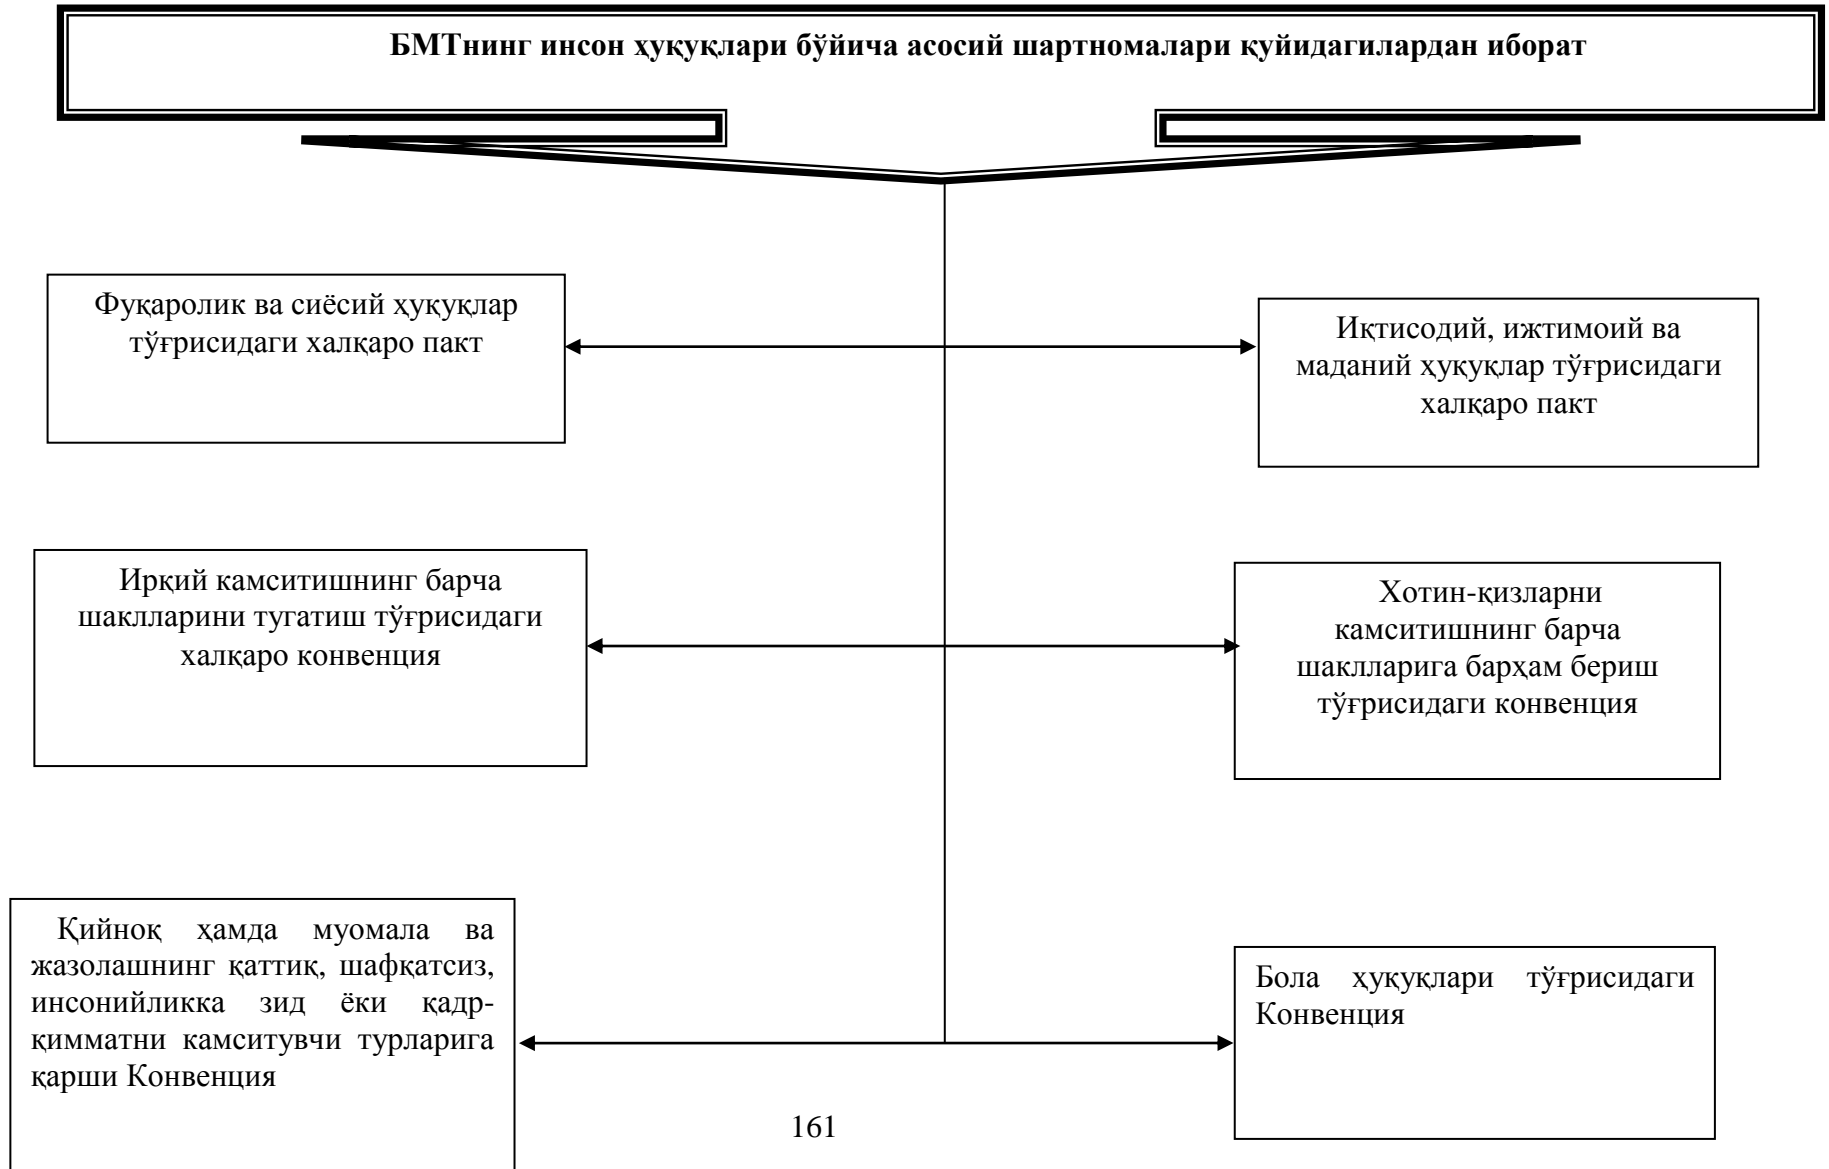 БМТнинг инсон ҳуқуқлари бўйича асосий шартномалари қуйидагилардан иборат
Фуқаролик ва сиёсий ҳуқуқлар
тўғрисидаги халқаро пакт
Иқтисодий, ижтимоий ва
маданий ҳуқуқлар тўғрисидаги
халқаро пакт
Ирқий камситишнинг барча
шаклларини тугатиш тўғрисидаги
халқаро конвенция
Хотин-қизларни
камситишнинг барча
шаклларига барҳам бериш
тўғрисидаги конвенция
Қийноқ ҳамда муомала ва
жазолашнинг қаттиқ, шафқатсиз,
инсонийликка зид ёки қадр-
қимматни камситувчи турларига
қарши Конвенция
Бола ҳуқуқлари тўғрисидаги
Конвенция
161